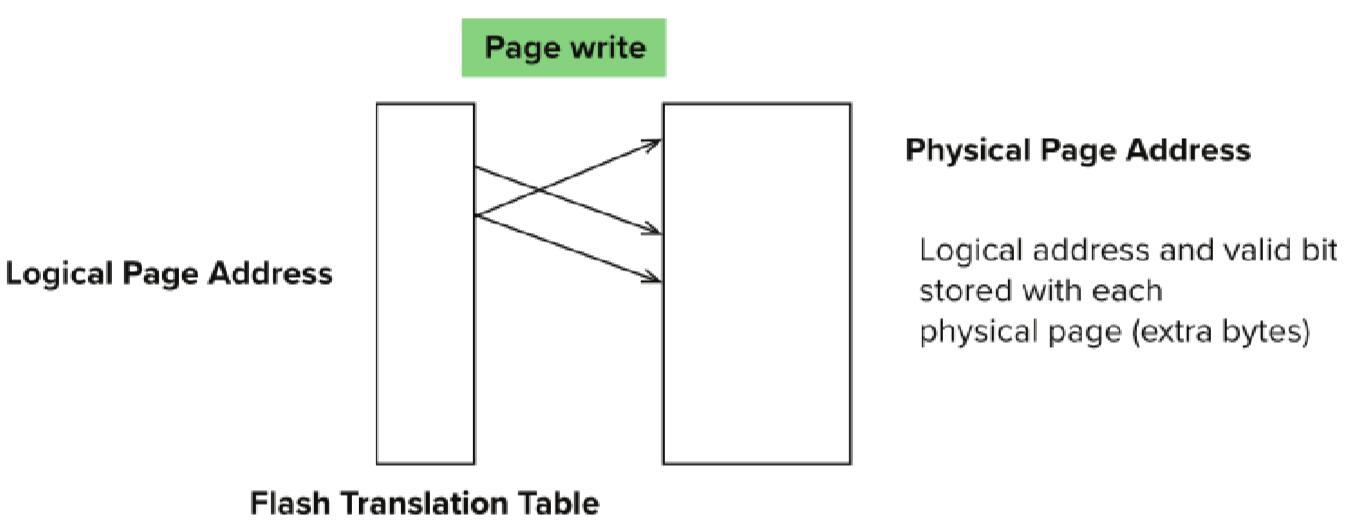 Page write
Physical Page Address
Logical Page Address
Logical address and valid bit
stored with each
physical page (extra bytes)
Flash Translation Table